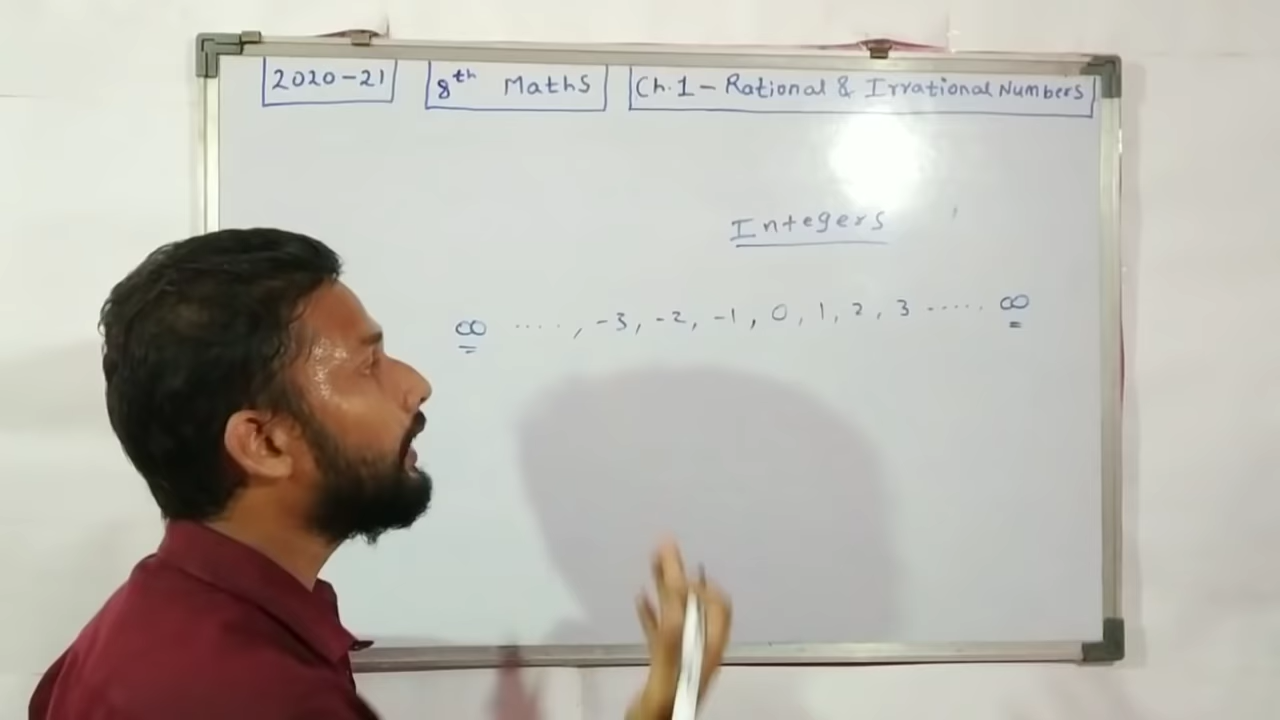 2020-21 8th Maths Ch.1 - Rational & Irrational Numbers
Integers
∞ ...., -3, -2, -1, 0, 1, 2, 3 ..... ∞